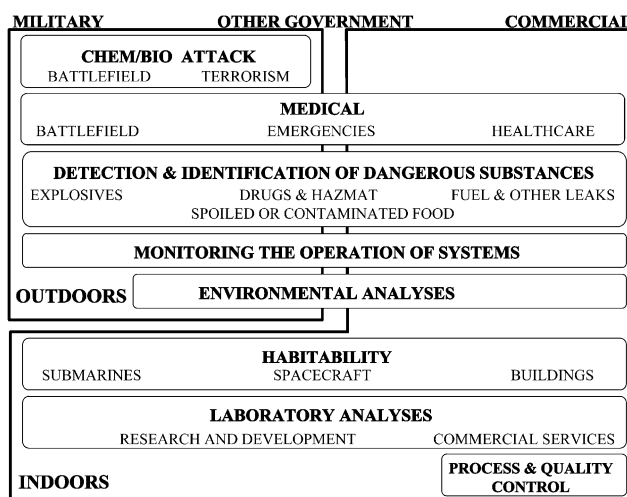 MILITARY OTHER GOVERNMENT COMMERCIAL
CHEM/BIO ATTACK
BATTLEFIELD TERRORISM
MEDICAL
BATTLEFIELD EMERGENCIES HEALTHCARE
DETECTION & IDENTIFICATION OF DANGEROUS SUBSTANCES
EXPLOSIVES DRUGS & HAZMAT FUEL & OTHER LEAKS
SPOILED OR CONTAMINATED FOOD
MONITORING THE OPERATION OF SYSTEMS
OUTDOORS ENVIRONMENTAL ANALYSES
HABITABILITY
SUBMARINES SPACECRAFT BUILDINGS
LABORATORY ANALYSES
RESEARCH AND DEVELOPMENT COMMERCIAL SERVICES
PROCESS & QUALITY
CONTROL
INDOORS